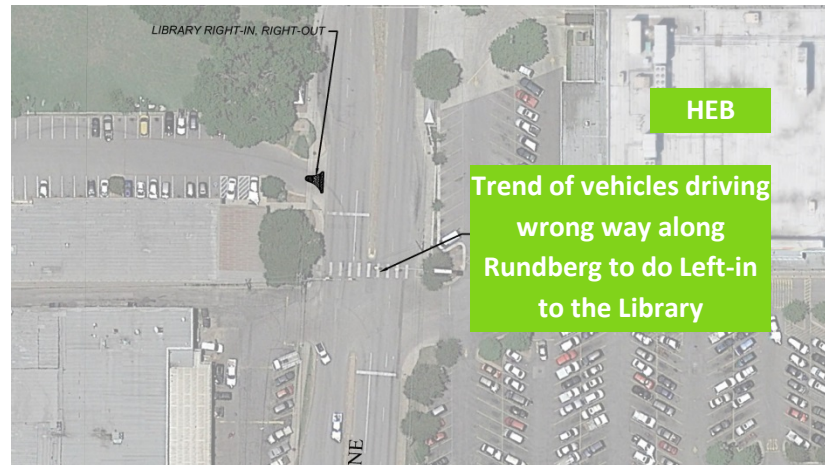 LIBRARY RIGHT-IN, RIGHT-OUT
HEB
Trend of vehicles driving
wrong way along
Rundberg to do Left-in
to the Library
NE